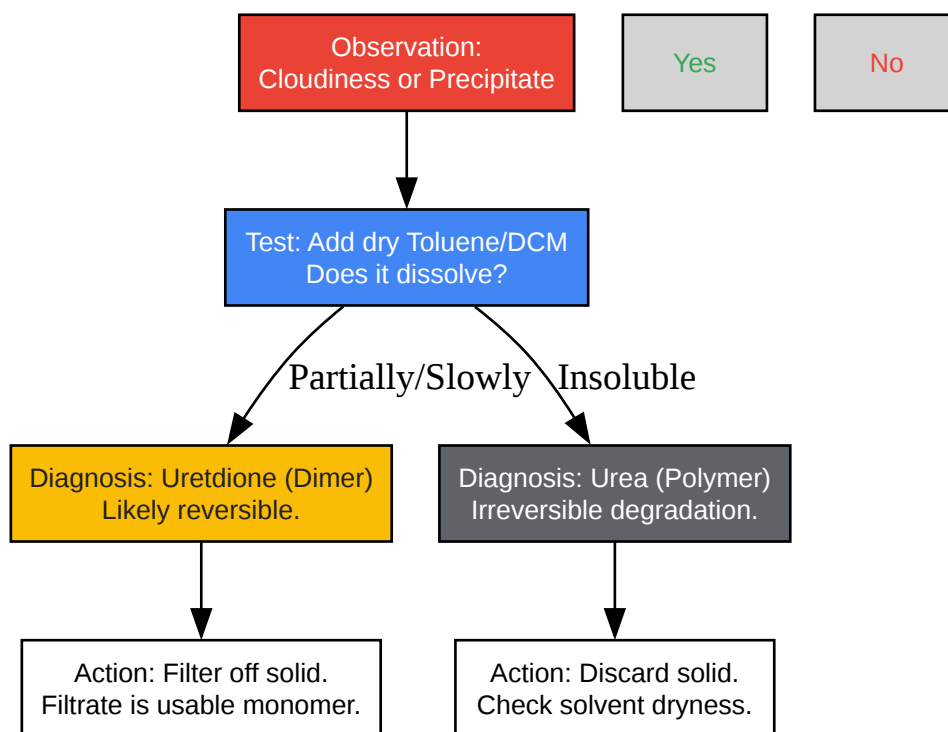 Observation:
Cloudiness or Precipitate
Yes
No
Test: Add dry Toluene/DCM
Does it dissolve?
Partially/Slowly
Insoluble
Diagnosis: Uretdione (Dimer)
Likely reversible.
Diagnosis: Urea (Polymer)
Irreversible degradation.
Action: Filter off solid.
Filtrate is usable monomer.
Action: Discard solid.
Check solvent dryness.